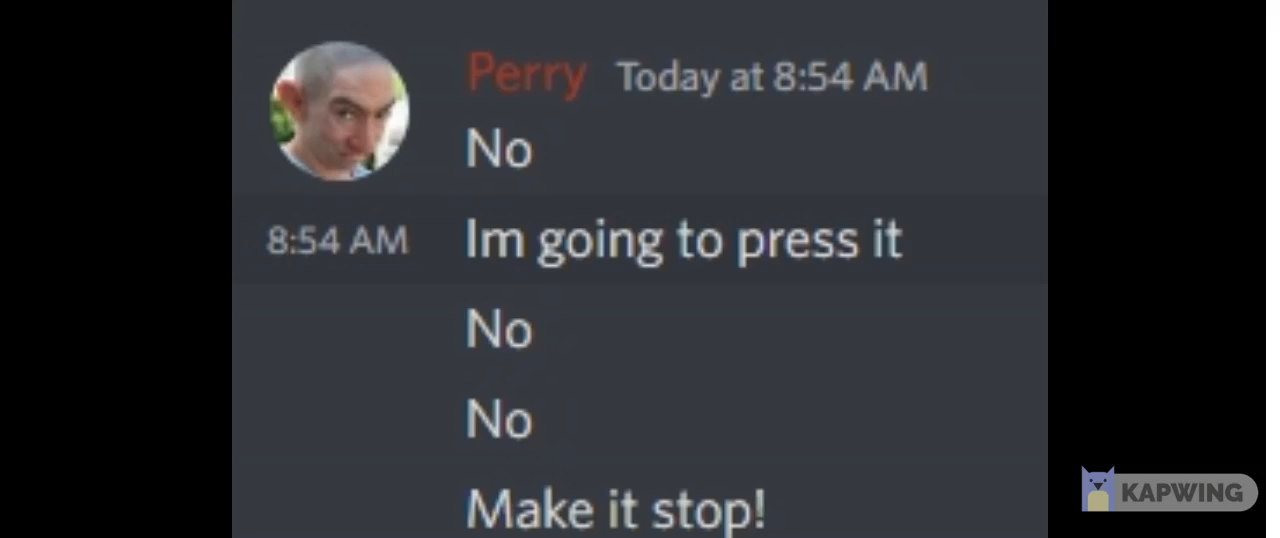 Perry Today at 8:54 AM
No
8:54 AM Im going to press it
No
No
Make it stop!
KAPWING